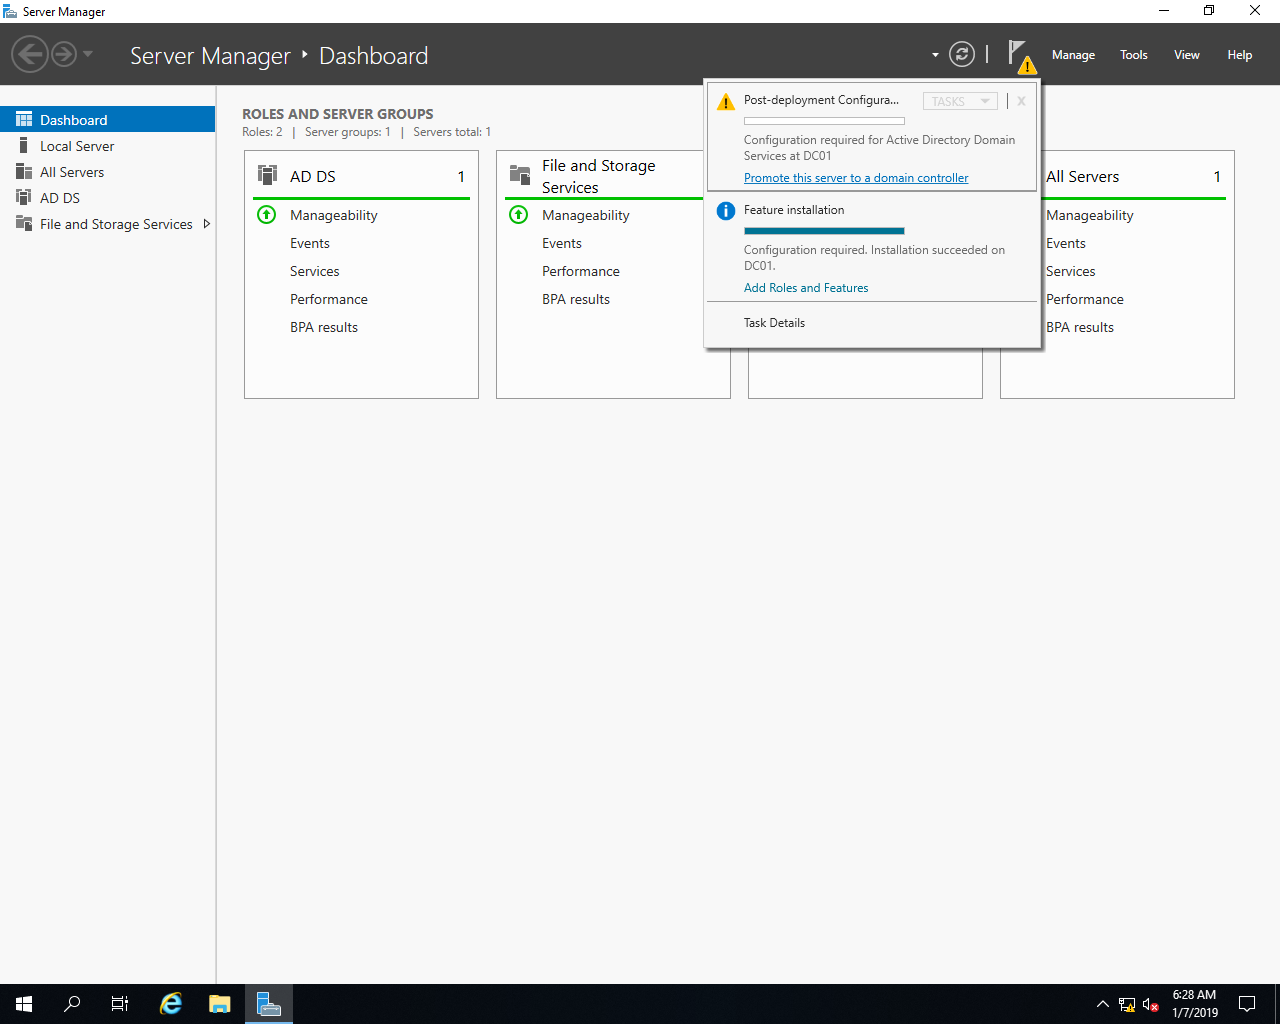 Server Manager
Server Manager ‣ Dashboard
Manage
Tools
View
Help
Dashboard
Local Server
All Servers
AD DS
File and Storage Services
ROLES AND SERVER GROUPS
Roles: 2 | Server groups: 1 | Servers total: 1
AD DS 1
Manageability
Events
Services
Performance
BPA results
File and Storage
Services
Manageability
Events
Performance
BPA results
Post-deployment Configura...
TASKS
X
Configuration required for Active Directory Domain
Services at DC01
Promote this server to a domain controller
Feature installation
Configuration required. Installation succeeded on
DC01.
Add Roles and Features
Task Details
All Servers 1
Manageability
Events
Services
Performance
BPA results
6:28 AM
1/7/2019